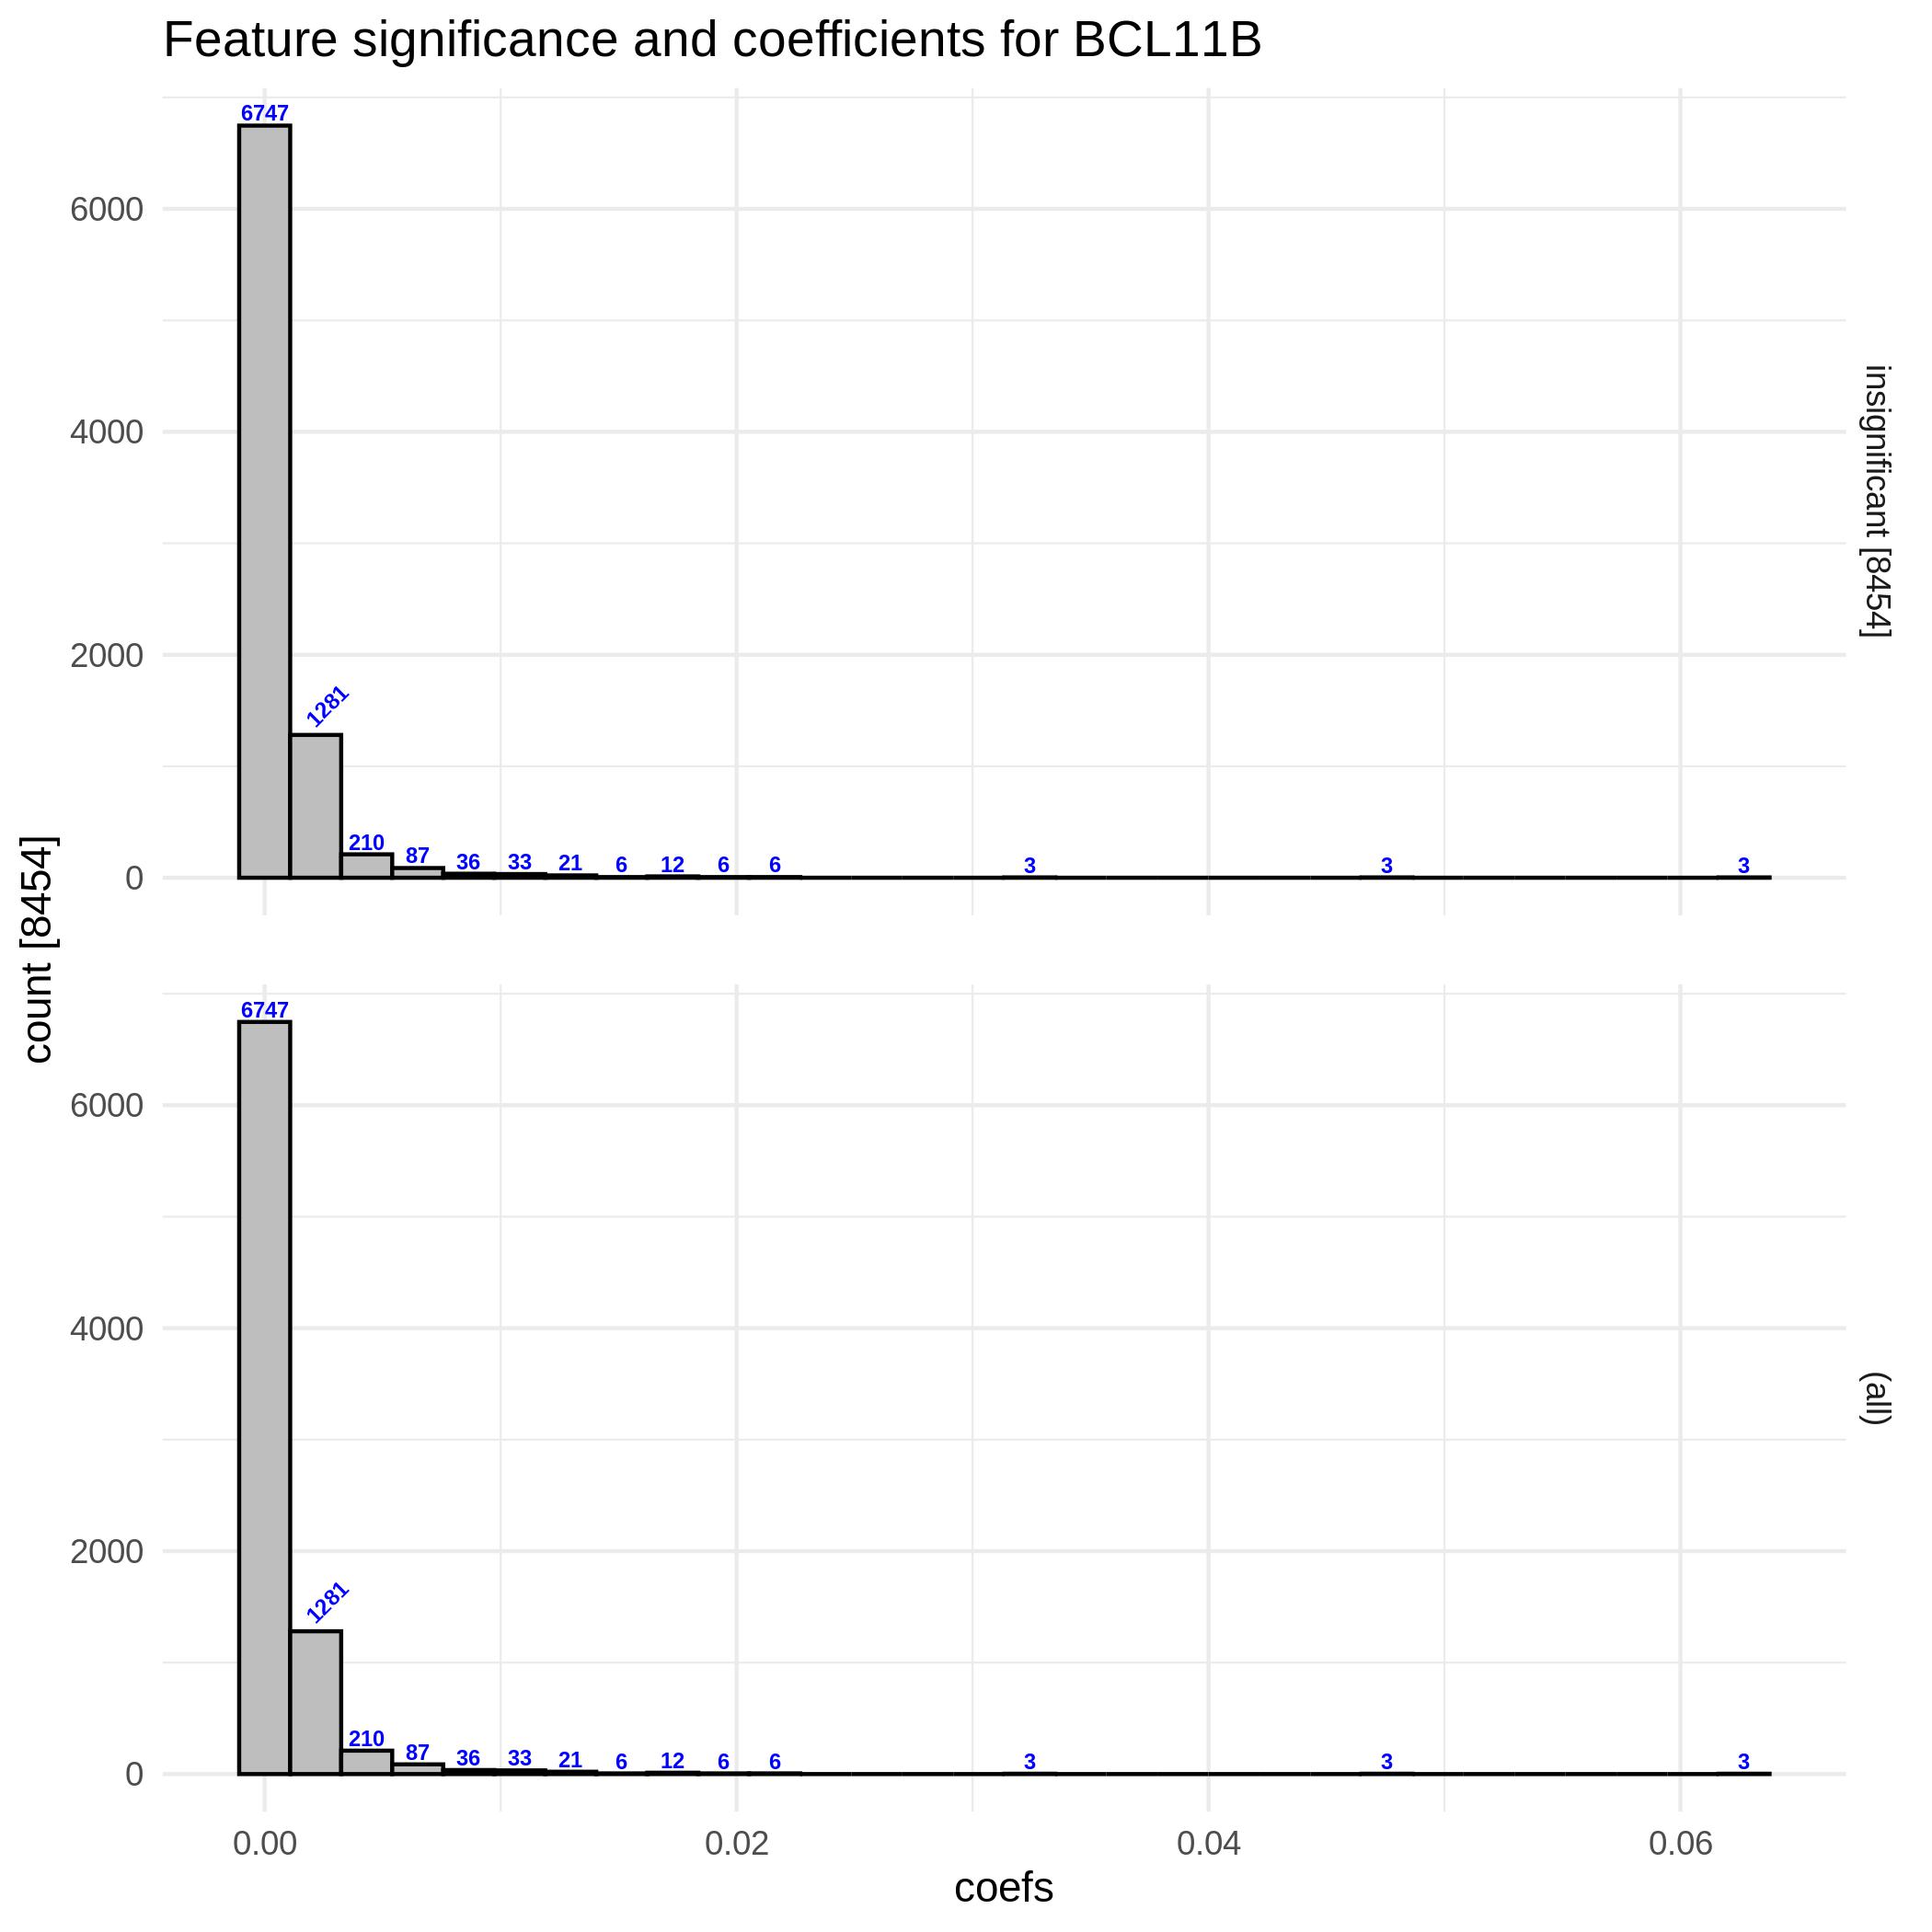 Feature significance and coefficients for BCL11B
6747
6000
4000
2000
1281
210 87 36 33 21 6 12 6 6 3 3 3
0
insignificant [8454]
count [8454]
6747
6000
4000
2000
1281
210 87 36 33 21 6 12 6 6 3 3 3
0
(all)
0.00 0.02 0.04 0.06
coefs